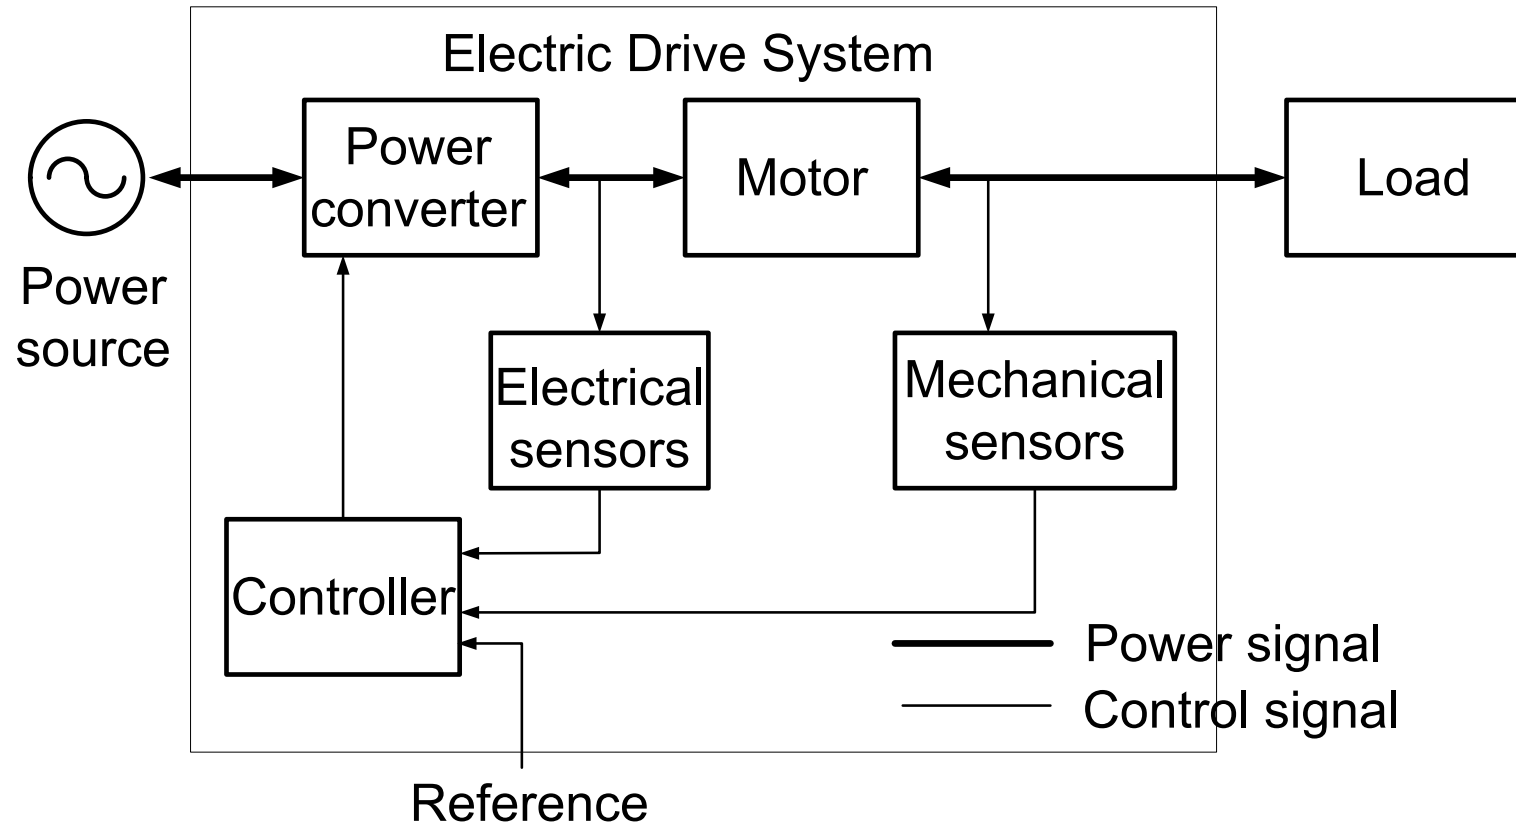 Electric Drive System
Power
converter
Motor
Load
Power
source
Electrical
sensors
Mechanical
sensors
Controller
Power signal
Control signal
Reference